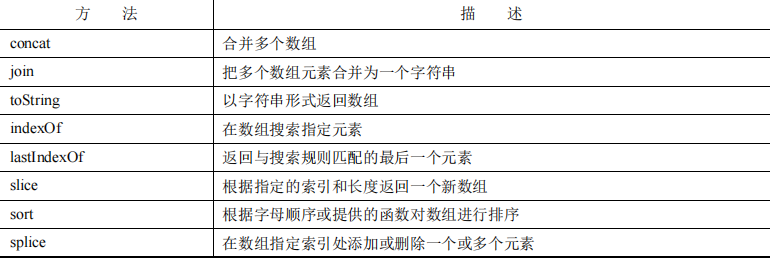 方 法 描 述
concat 合并多个数组
join 把多个数组元素合并为一个字符串
toString 以字符串形式返回数组
indexOf 在数组搜索指定元素
lastIndexOf 返回与搜索规则匹配的最后一个元素
slice 根据指定的索引和长度返回一个新数组
sort 根据字母顺序或提供的函数对数组进行排序
splice 在数组指定索引处添加或删除一个或多个元素